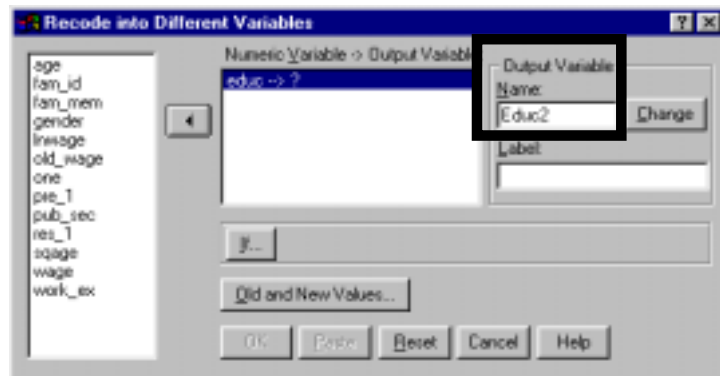 Recode into Different Variables
age
fam_id
fam_mem
gender
lnwage
old_wage
one
pre_1
pub_sec
res_1
sqage
wage
work_ex
Numeric Variable -> Output Variable
educ --> ?
Output Variable
Name:
Educ2
Change
Label:
If...
Old and New Values...
OK
Paste
Reset
Cancel
Help